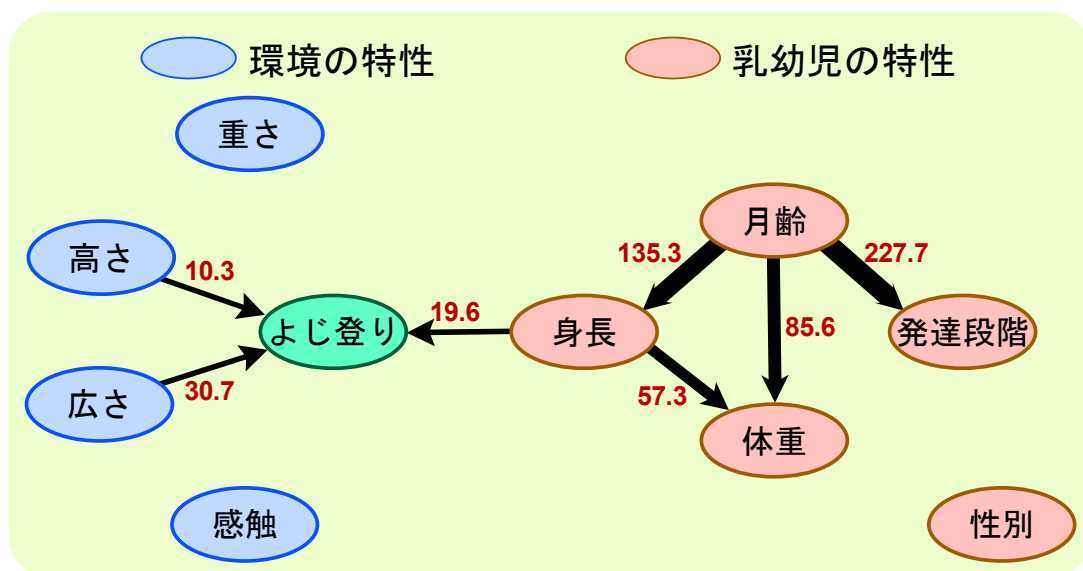 環境の特性
乳幼児の特性
重さ
月齢
高さ
10.3
135.3
227.7
よじ登り
19.6
身長
85.6
発達段階
広さ
30.7
57.3
体重
感触
性別